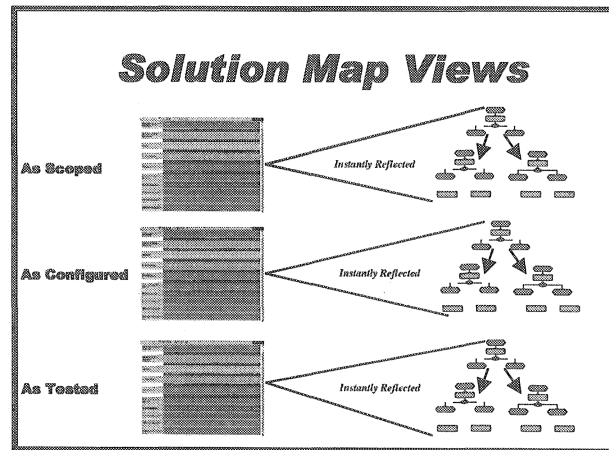 Solution Map Views
As Scoped
Instantly Reflected
As Configured
Instantly Reflected
As Tested
Instantly Reflected